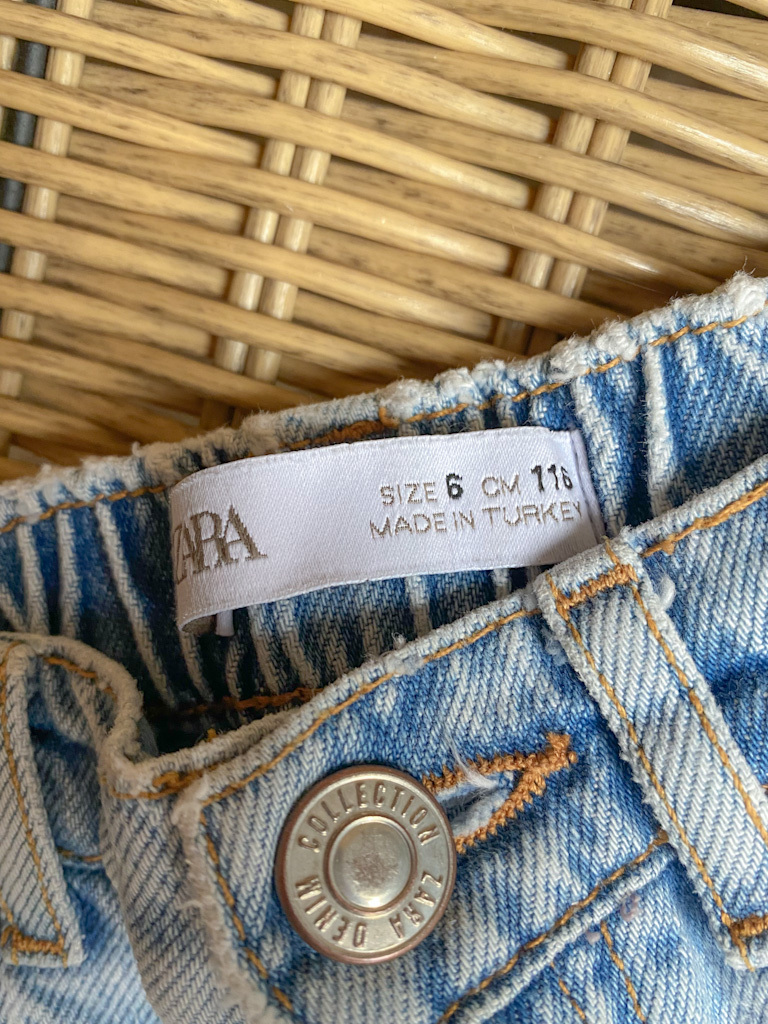 ZARA
SIZE 6 CM 116
MADE IN TURKEY
COLLECTION ZARA DENIM